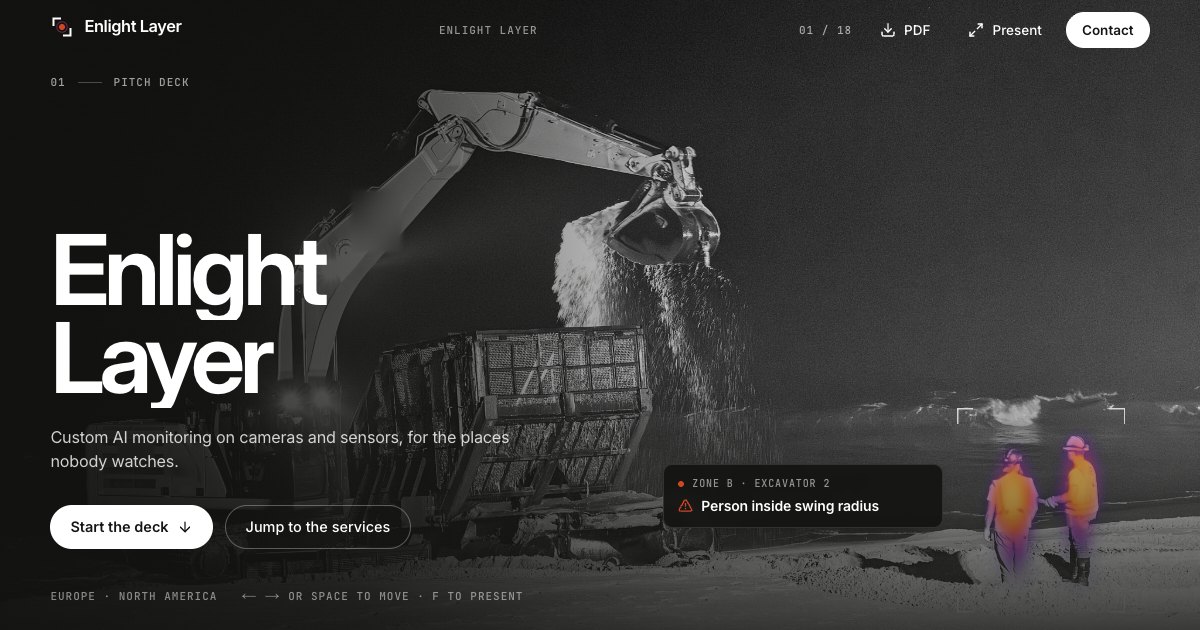 Enlight Layer
ENLIGHT LAYER
01 / 18
PDF
Present
Contact
01 — PITCH DECK
Enlight
Layer
Custom AI monitoring on cameras and sensors, for the places
nobody watches.
Start the deck ↓
Jump to the services
ZONE B · EXCAVATOR 2
Person inside swing radius
EUROPE · NORTH AMERICA
← → OR SPACE TO MOVE · F TO PRESENT